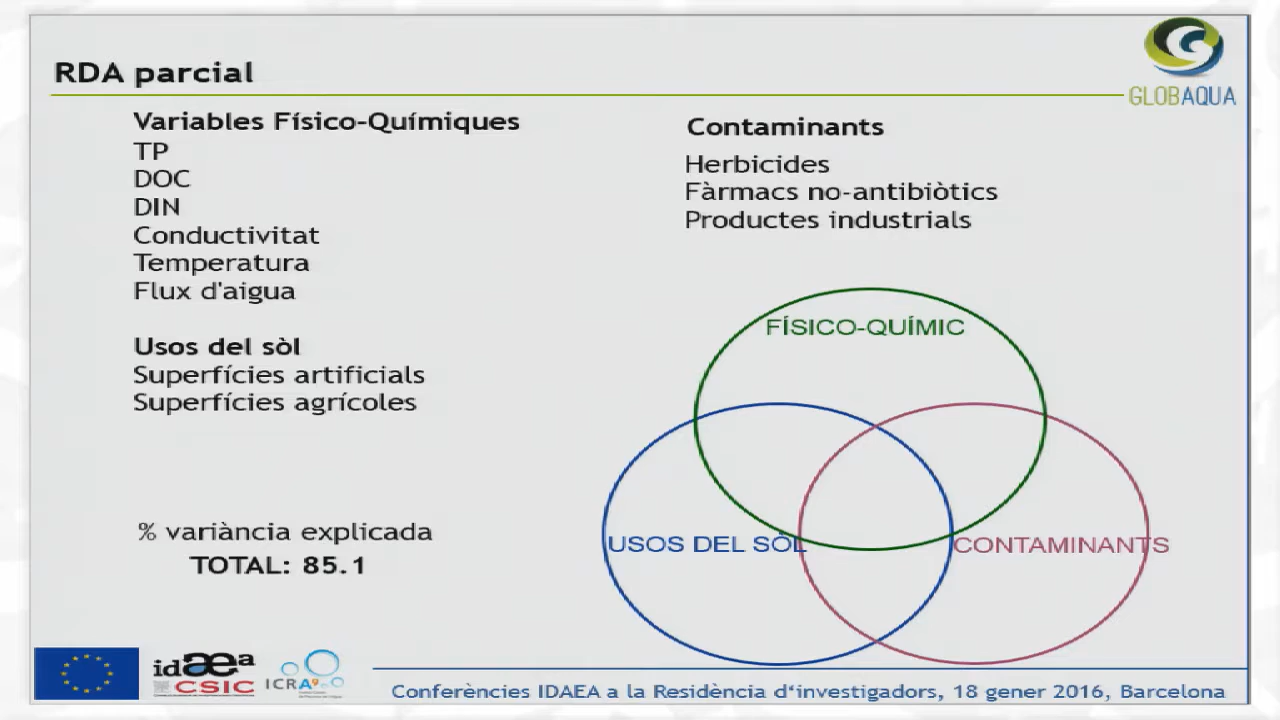 RDA parcial
GLOBAQUA
Variables Físico-Químiques
TP
DOC
DIN
Conductivitat
Temperatura
Flux d'aigua
Usos del sòl
Superfícies artificials
Superfícies agrícoles
% variància explicada
TOTAL: 85.1
Contaminants
Herbicides
Fàrmacs no-antibiòtics
Productes industrials
FÍSICO-QUÍMIC
USOS DEL SÒL
CONTAMINANTS
idaea
CSIC
ICRA
Conferències IDAEA a la Residència d‘investigadors, 18 gener 2016, Barcelona